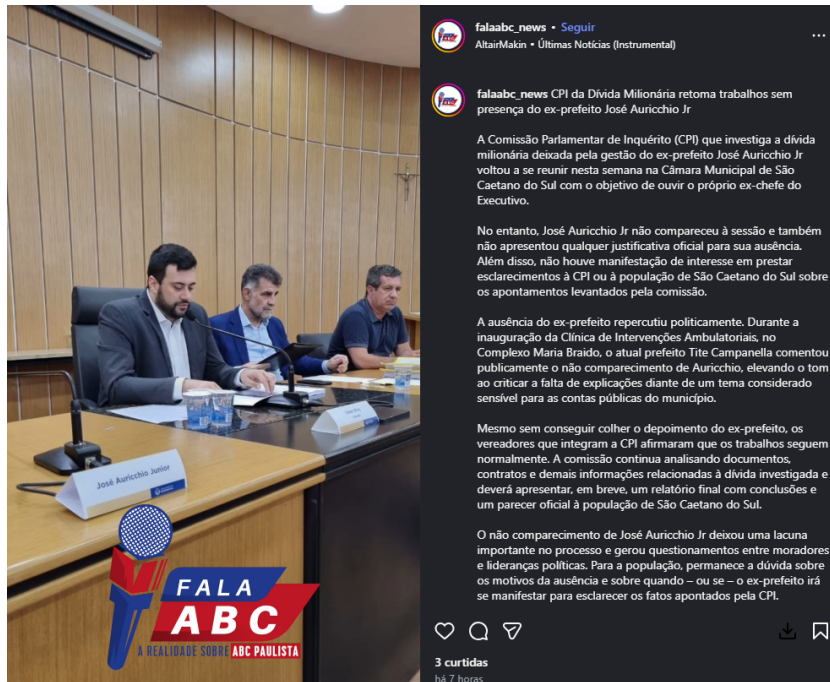 José Auricchio Junior
FALA
ABC
A REALIDADE SOBRE ABC PAULISTA
falaabc_news • Seguir
AltairMakin • Últimas Notícias (Instrumental)
falaabc_news CPI da Dívida Milionária retoma trabalhos sem
presença do ex-prefeito José Auricchio Jr
A Comissão Parlamentar de Inquérito (CPI) que investiga a dívida
milionária deixada pela gestão do ex-prefeito José Auricchio Jr
voltou a se reunir nesta semana na Câmara Municipal de São
Caetano do Sul com o objetivo de ouvir o próprio ex-chefe do
Executivo.
No entanto, José Auricchio Jr não compareceu à sessão e também
não apresentou qualquer justificativa oficial para sua ausência.
Além disso, não houve manifestação de interesse em prestar
esclarecimentos à CPI ou à população de São Caetano do Sul sobre
os apontamentos levantados pela comissão.
A ausência do ex-prefeito repercutiu politicamente. Durante a
inauguração da Clínica de Intervenções Ambulatoriais, no
Complexo Maria Braido, o atual prefeito Tite Campanella comentou
publicamente o não comparecimento de Auricchio, elevando o tom
ao criticar a falta de explicações diante de um tema considerado
sensível para as contas públicas do município.
Mesmo sem conseguir colher o depoimento do ex-prefeito, os
vereadores que integram a CPI afirmaram que os trabalhos seguem
normalmente. A comissão continua analisando documentos,
contratos e demais informações relacionadas à dívida investigada e
deverá apresentar, em breve, um relatório final com conclusões e
um parecer oficial à população de São Caetano do Sul.
O não comparecimento de José Auricchio Jr deixou uma lacuna
importante no processo e gerou questionamentos entre moradores
e lideranças políticas. Para a população, permanece a dúvida sobre
os motivos da ausência e sobre quando – ou se – o ex-prefeito irá
se manifestar para esclarecer os fatos apontados pela CPI.
3 curtidas
há 7 horas